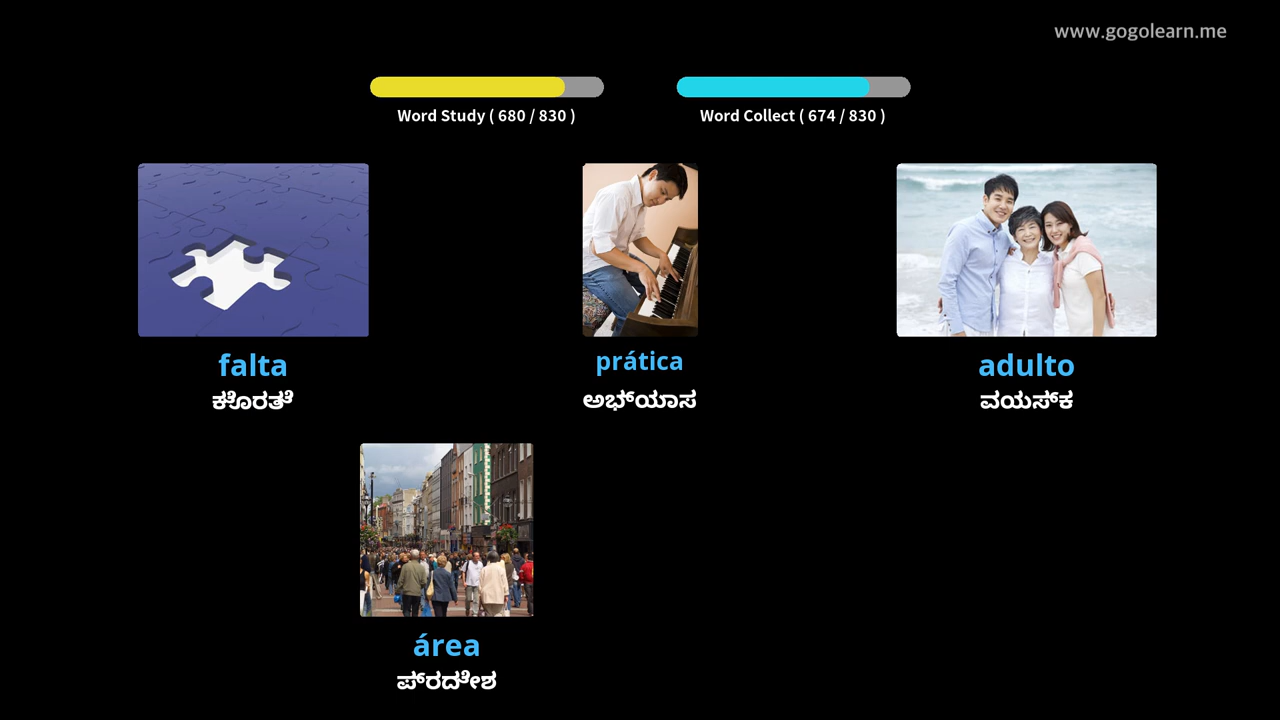 www.gogolearn.me
Word Study ( 680 / 830 )
Word Collect ( 674 / 830 )
falta
ಕೊರತೆ
prática
ಅಭ್ಯಾಸ
adulto
ವಯಸ್ಕ
área
ಪ್ರದೇಶ